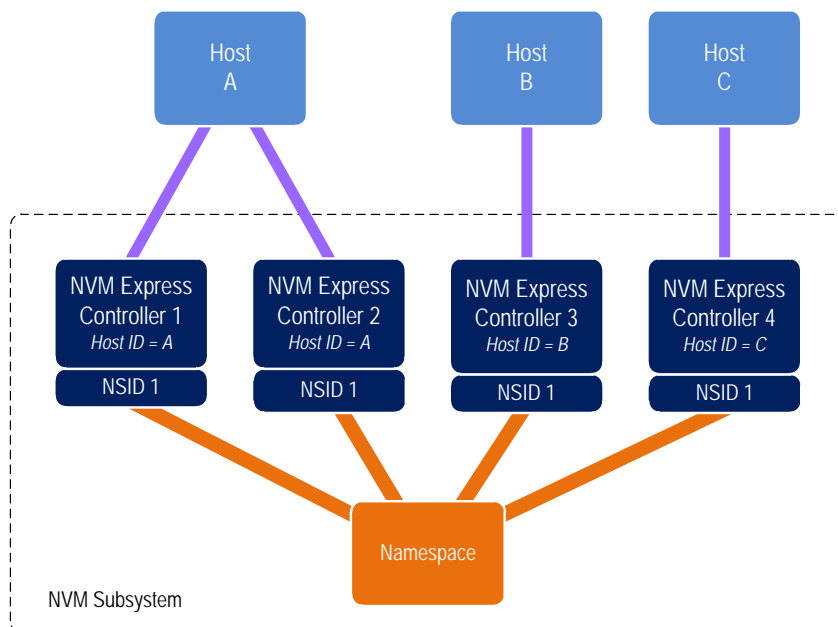 Host
A
Host
B
Host
C
NVM Express
Controller 1
Host ID = A
NVM Express
Controller 2
Host ID = A
NVM Express
Controller 3
Host ID = B
NVM Express
Controller 4
Host ID = C
NSID 1
NSID 1
NSID 1
NSID 1
Namespace
NVM Subsystem